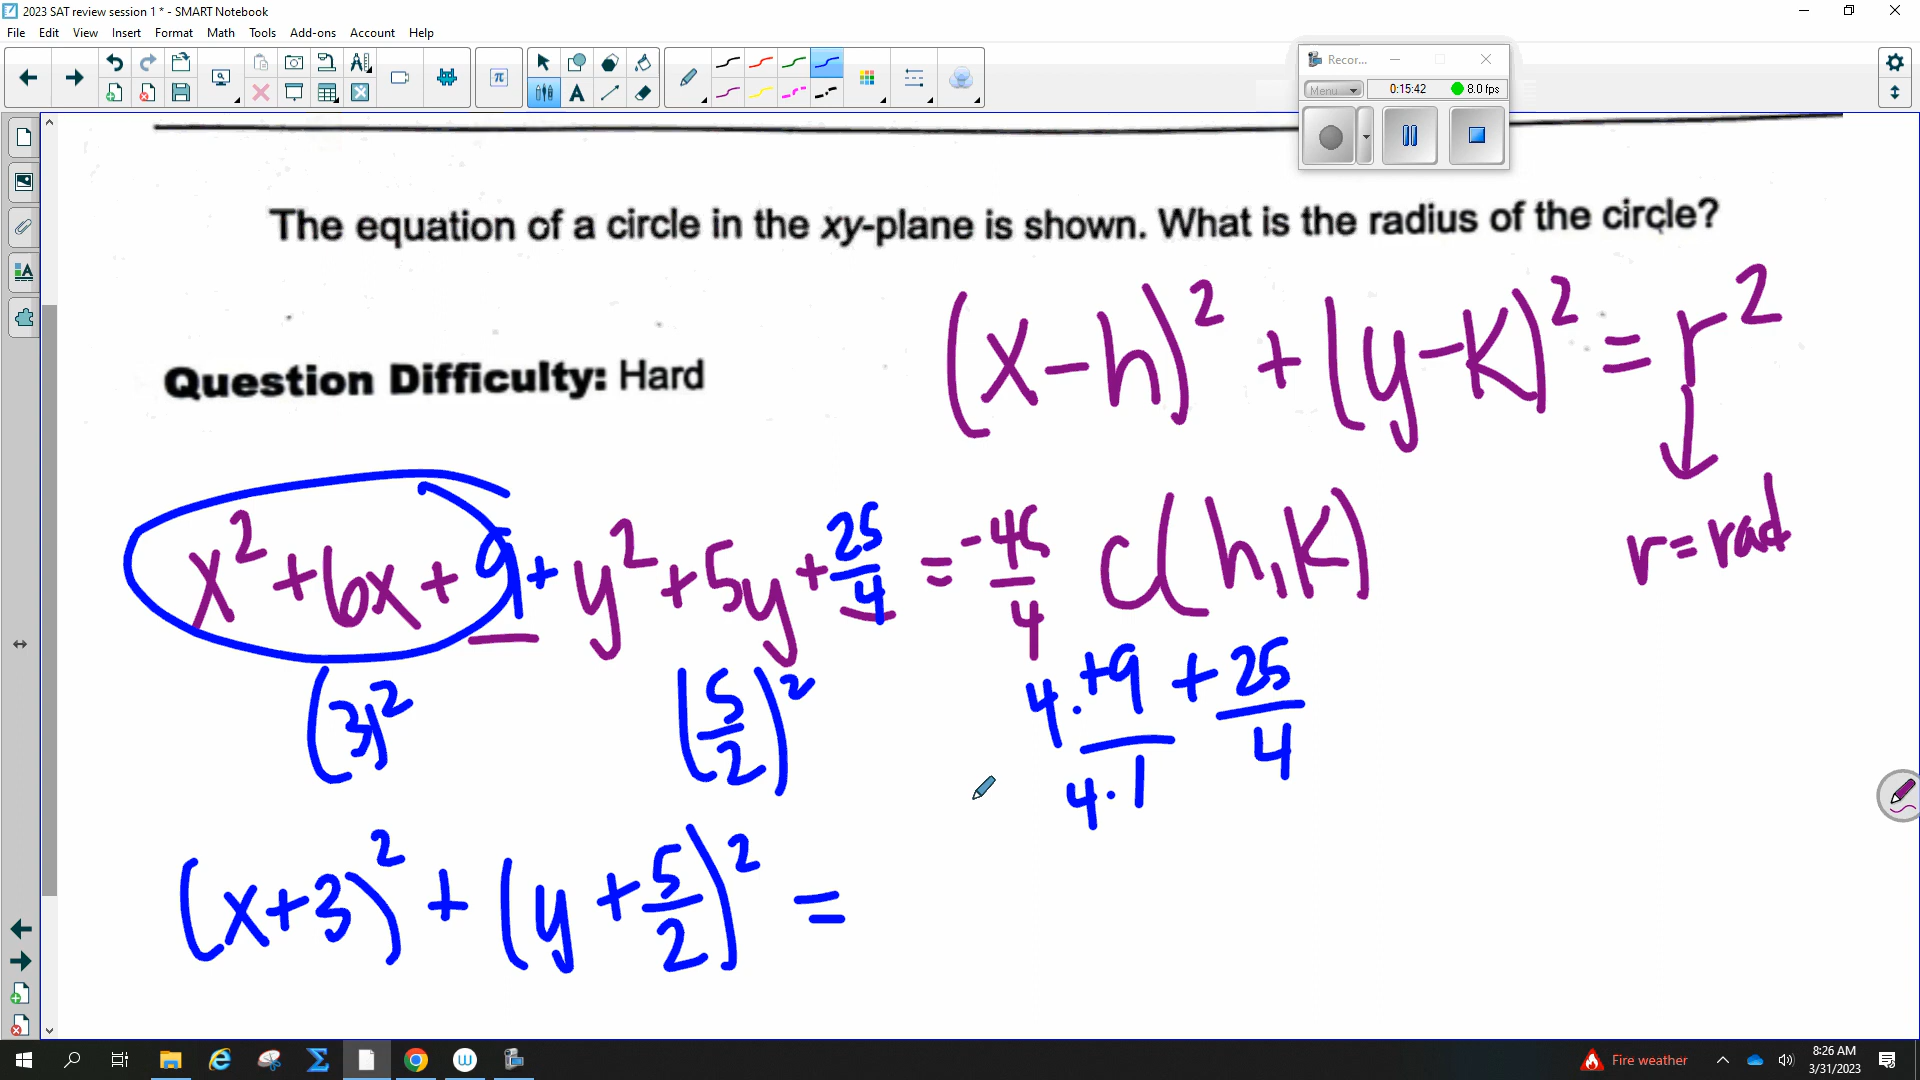 2023 SAT review session 1 * - SMART Notebook
File Edit View Insert Format Math Tools Add-ons Account Help
Recor...
Menu 0:15:42 8.0 fps
The equation of a circle in the xy-plane is shown. What is the radius of the circle?
(x-h)² + (y-k)² = r²
Question Difficulty: Hard
r = rad
x² + 6x + 9 + y² + 5y + 25/4 = -45/4 C(h,k)
(3)² (5/2)² 4·+9/4·1 + 25/4
(x+3)² + (y+5/2)² =
Fire weather 8:26 AM
3/31/2023